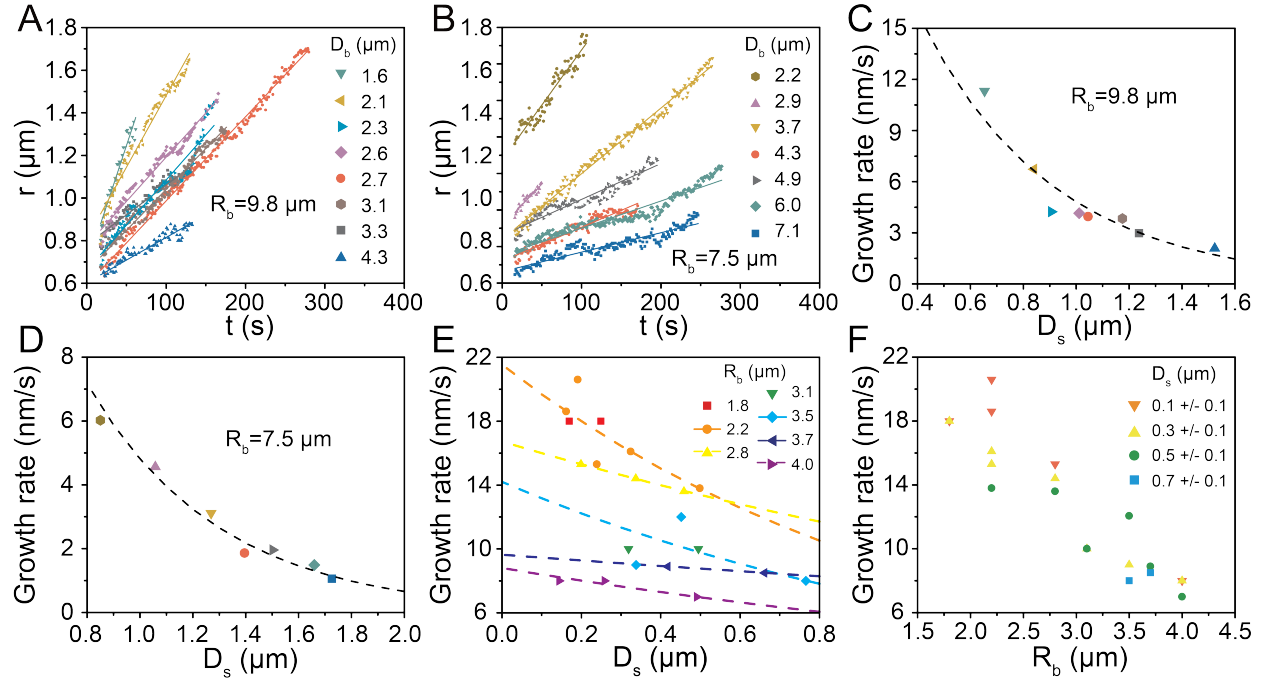 A
r (μm)
1.8
1.6
1.4
1.2
1.0
0.8
0.6
0 100 200 300 400
t (s)
D_b (μm)
1.6
2.1
2.3
2.6
2.7
3.1
3.3
4.3
R_b=9.8 μm
B
r (μm)
1.8
1.6
1.4
1.2
1.0
0.8
0.6
0 100 200 300 400
t (s)
D_b (μm)
2.2
2.9
3.7
4.3
4.9
6.0
7.1
R_b=7.5 μm
C
Growth rate (nm/s)
15
12
9
6
3
0
0.4 0.6 0.8 1.0 1.2 1.4 1.6
D_s (μm)
R_b=9.8 μm
D
Growth rate (nm/s)
8
6
4
2
0
0.8 1.0 1.2 1.4 1.6 1.8 2.0
D_s (μm)
R_b=7.5 μm
E
Growth rate (nm/s)
22
18
14
10
6
0.0 0.2 0.4 0.6 0.8
D_s (μm)
R_b (μm)
1.8
2.2
2.8
3.1
3.5
3.7
4.0
F
Growth rate (nm/s)
22
18
14
10
6
1.5 2.0 2.5 3.0 3.5 4.0 4.5
R_b (μm)
D_s (μm)
0.1 +/- 0.1
0.3 +/- 0.1
0.5 +/- 0.1
0.7 +/- 0.1